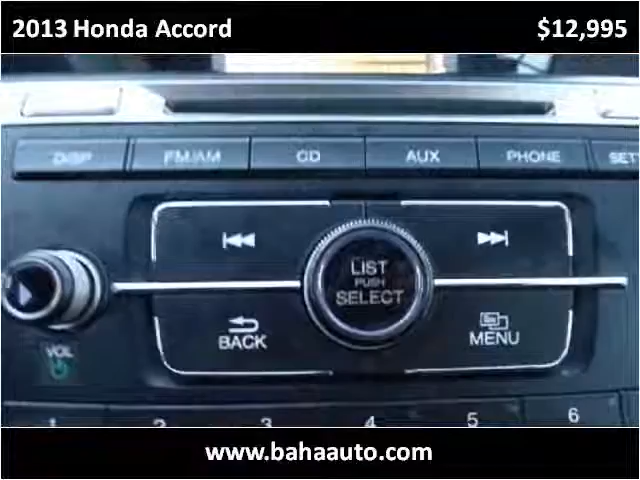 2013 Honda Accord $12,995
DISP FM/AM CD AUX PHONE SET
LIST
PUSH
SELECT
BACK MENU
VOL
1 2 3 4 5 6
www.bahaauto.com